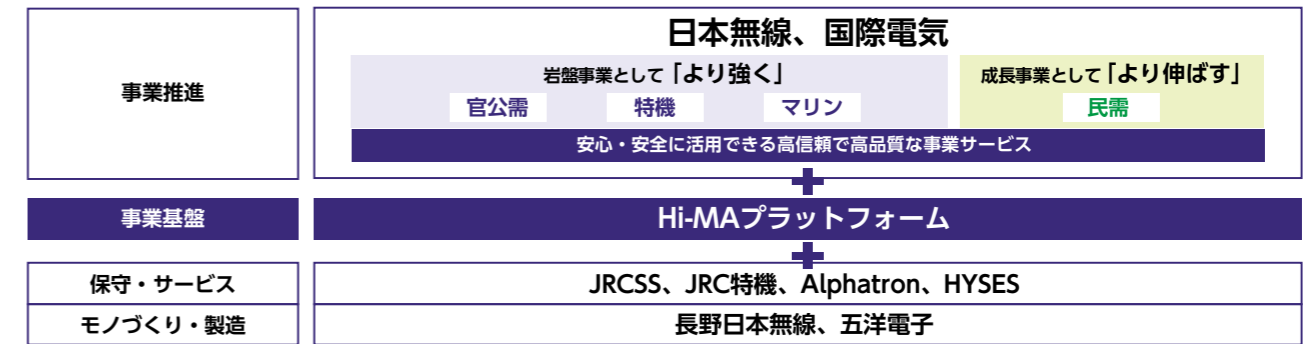 事業推進
日本無線、国際電気
岩盤事業として「より強く」
官公需 特機 マリン
成長事業として「より伸ばす」
民需
安心・安全に活用できる高信頼で高品質な事業サービス
事業基盤
Hi-MAプラットフォーム
保守・サービス
JRCSS、JRC特機、Alphatron、HYSES
モノづくり・製造
長野日本無線、五洋電子